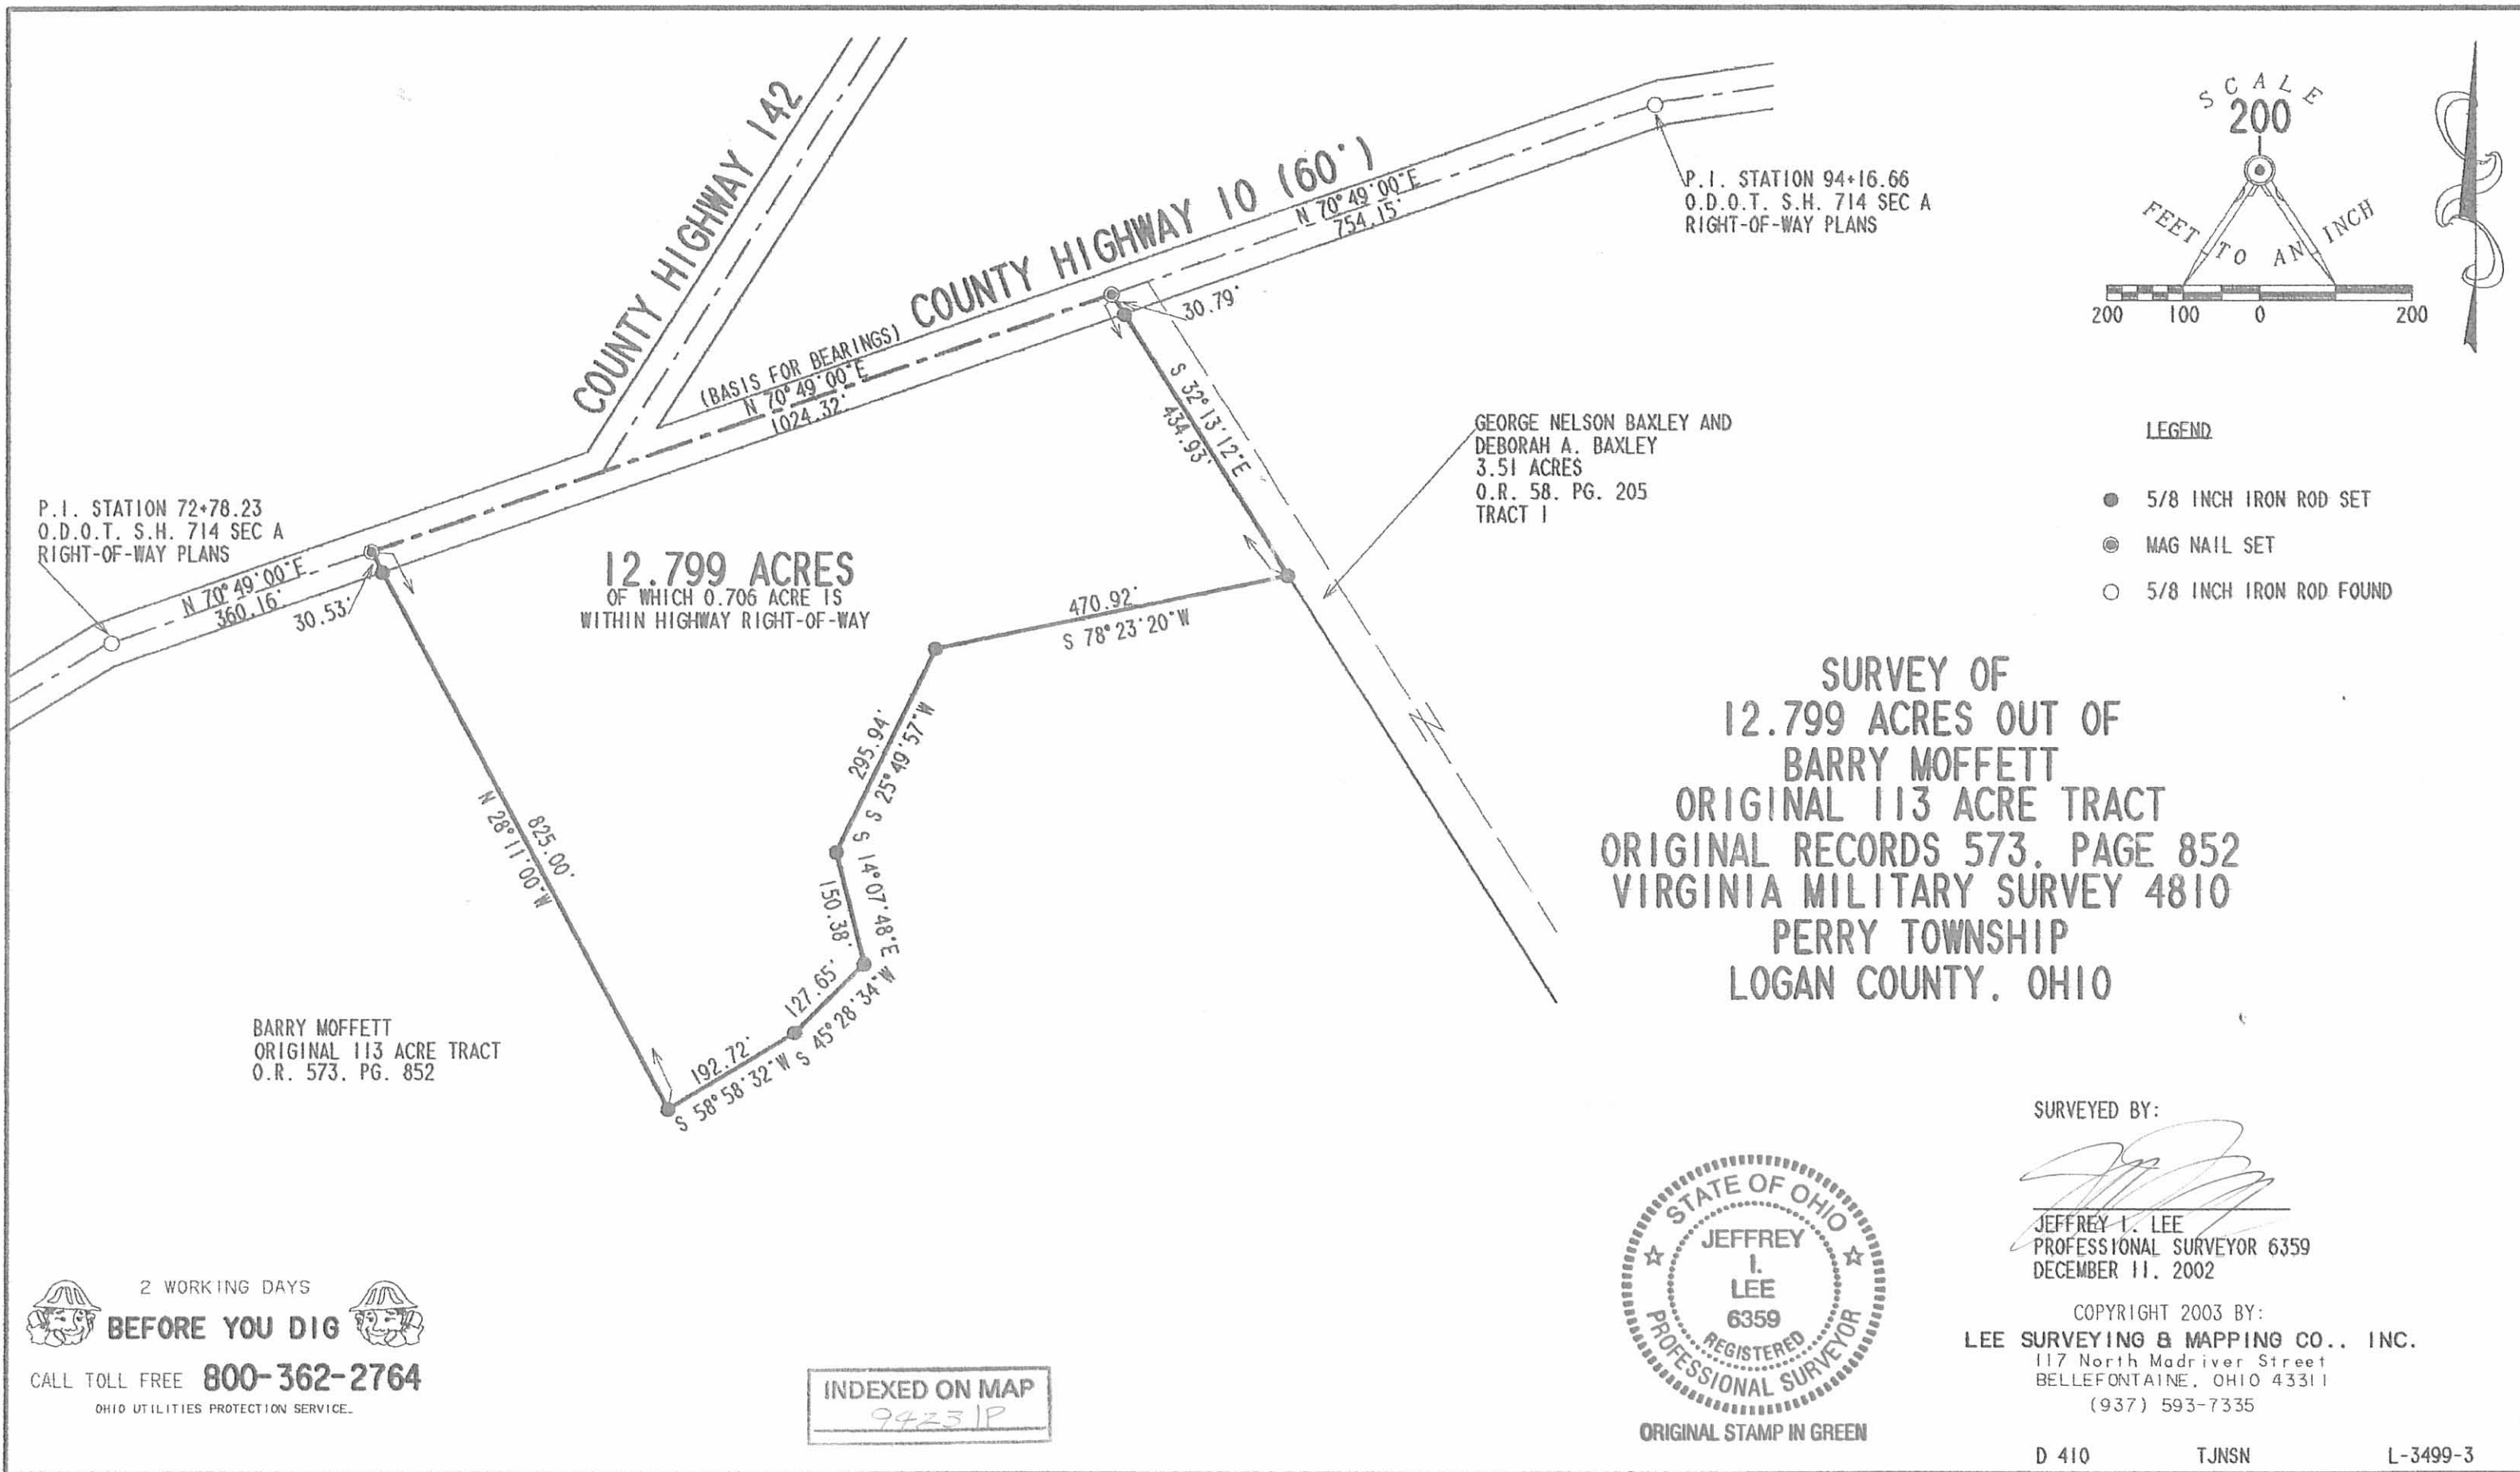 COUNTY HIGHWAY 142
COUNTY HIGHWAY 10 (60')
(BASIS FOR BEARINGS)
N 70°49'00"E
1024.32'
N 70°49'00"E
754.15'
P.I. STATION 94+16.66
O.D.O.T. S.H. 714 SEC A
RIGHT-OF-WAY PLANS
SCALE
200
FEET TO AN INCH
200 100 0 200
30.79'
S 32°13'12"E
434.93'
GEORGE NELSON BAXLEY AND
DEBORAH A. BAXLEY
3.51 ACRES
O.R. 58. PG. 205
TRACT 1
LEGEND
5/8 INCH IRON ROD SET
MAG NAIL SET
5/8 INCH IRON ROD FOUND
P.I. STATION 72+78.23
O.D.O.T. S.H. 714 SEC A
RIGHT-OF-WAY PLANS
N 70°49'00"E
360.16'
30.53'
12.799 ACRES
OF WHICH 0.706 ACRE IS
WITHIN HIGHWAY RIGHT-OF-WAY
470.92'
S 78°23'20"W
295.94'
S 25°49'57"W
S
S 14°07'48"E
150.38'
127.65'
S 45°28'34"W
192.72'
S 58°58'32"W
825.00'
N 28°11'00"W
BARRY MOFFETT
ORIGINAL 113 ACRE TRACT
O.R. 573. PG. 852
SURVEY OF
12.799 ACRES OUT OF
BARRY MOFFETT
ORIGINAL 113 ACRE TRACT
ORIGINAL RECORDS 573. PAGE 852
VIRGINIA MILITARY SURVEY 4810
PERRY TOWNSHIP
LOGAN COUNTY. OHIO
SURVEYED BY:
JEFFREY I. LEE
PROFESSIONAL SURVEYOR 6359
DECEMBER 11. 2002
COPYRIGHT 2003 BY:
LEE SURVEYING & MAPPING CO.. INC.
117 North Madriver Street
BELLEFONTAINE, OHIO 43311
(937) 593-7335
D 410 TJNSN L-3499-3
STATE OF OHIO
JEFFREY
I.
LEE
6359
REGISTERED
PROFESSIONAL SURVEYOR
ORIGINAL STAMP IN GREEN
INDEXED ON MAP
9423 IP
2 WORKING DAYS
BEFORE YOU DIG
CALL TOLL FREE 800-362-2764
OHIO UTILITIES PROTECTION SERVICE.